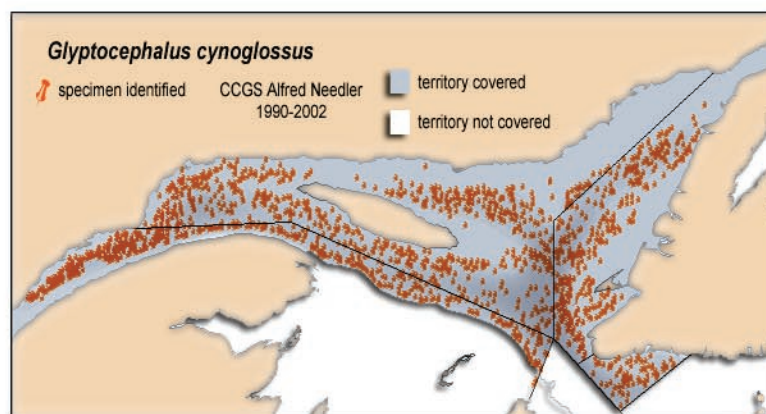 Glyptocephalus cynoglossus
specimen identified
CCGS Alfred Needler
1990-2002
territory covered
territory not covered